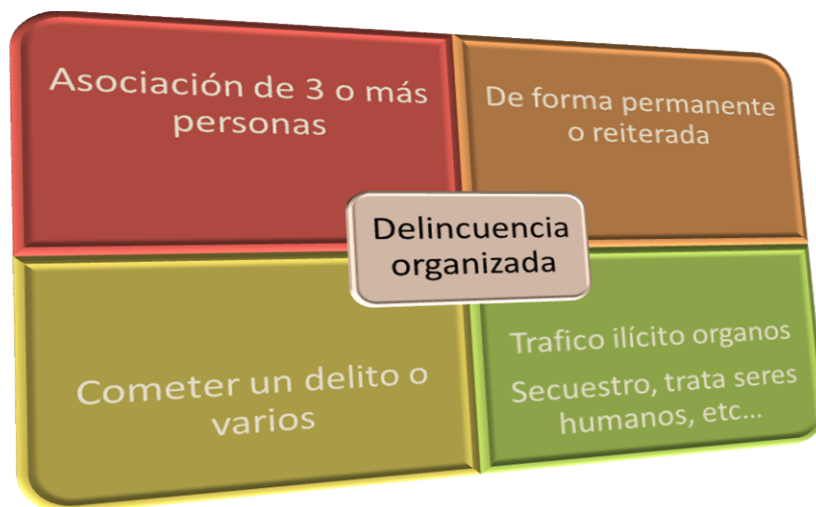 Asociación de 3 o más
personas
De forma permanente
o reiterada
Delincuencia
organizada
Cometer un delito o
varios
Trafico ilícito organos
Secuestro, trata seres
humanos, etc...